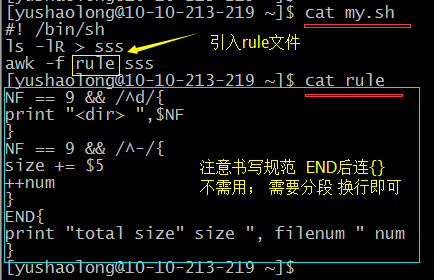 [yushaolong@10-10-213-219 ~]$ cat my.sh
#! /bin/sh
ls -lR > sss
引入rule文件
awk -f rule sss
[yushaolong@10-10-213-219 ~]$ cat rule
NF == 9 && /^d/{
print "<dir> ",$NF
}
NF == 9 && /^-/{
size += $5
注意书写规范 END后连{}
++num
不需用； 需要分段 换行即可
}
END{
print "total size" size ", filenum " num
}
[yushaolong@10-10-213-219 ~]$